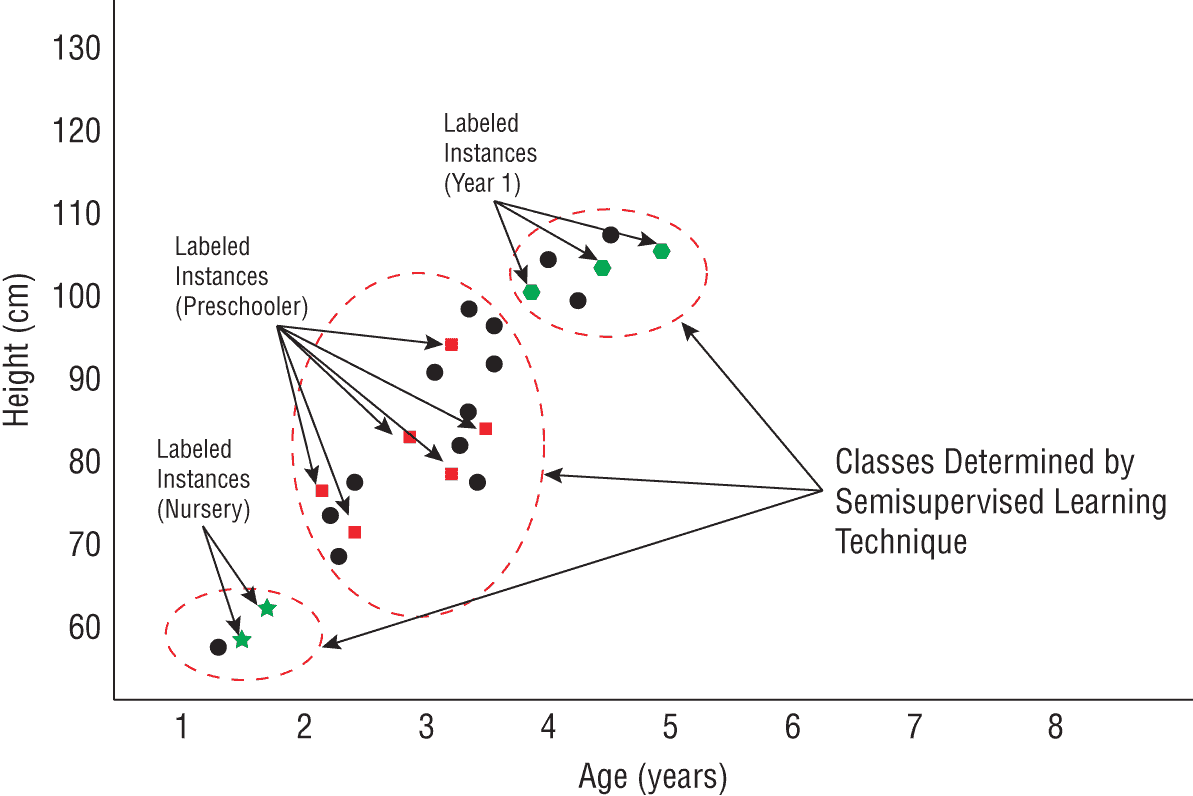 130
120
110
100
90
80
70
60
Height (cm)
Labeled
Instances
(Year 1)
Labeled
Instances
(Preschooler)
Labeled
Instances
(Nursery)
Classes Determined by
Semisupervised Learning
Technique
1 2 3 4 5 6 7 8
Age (years)